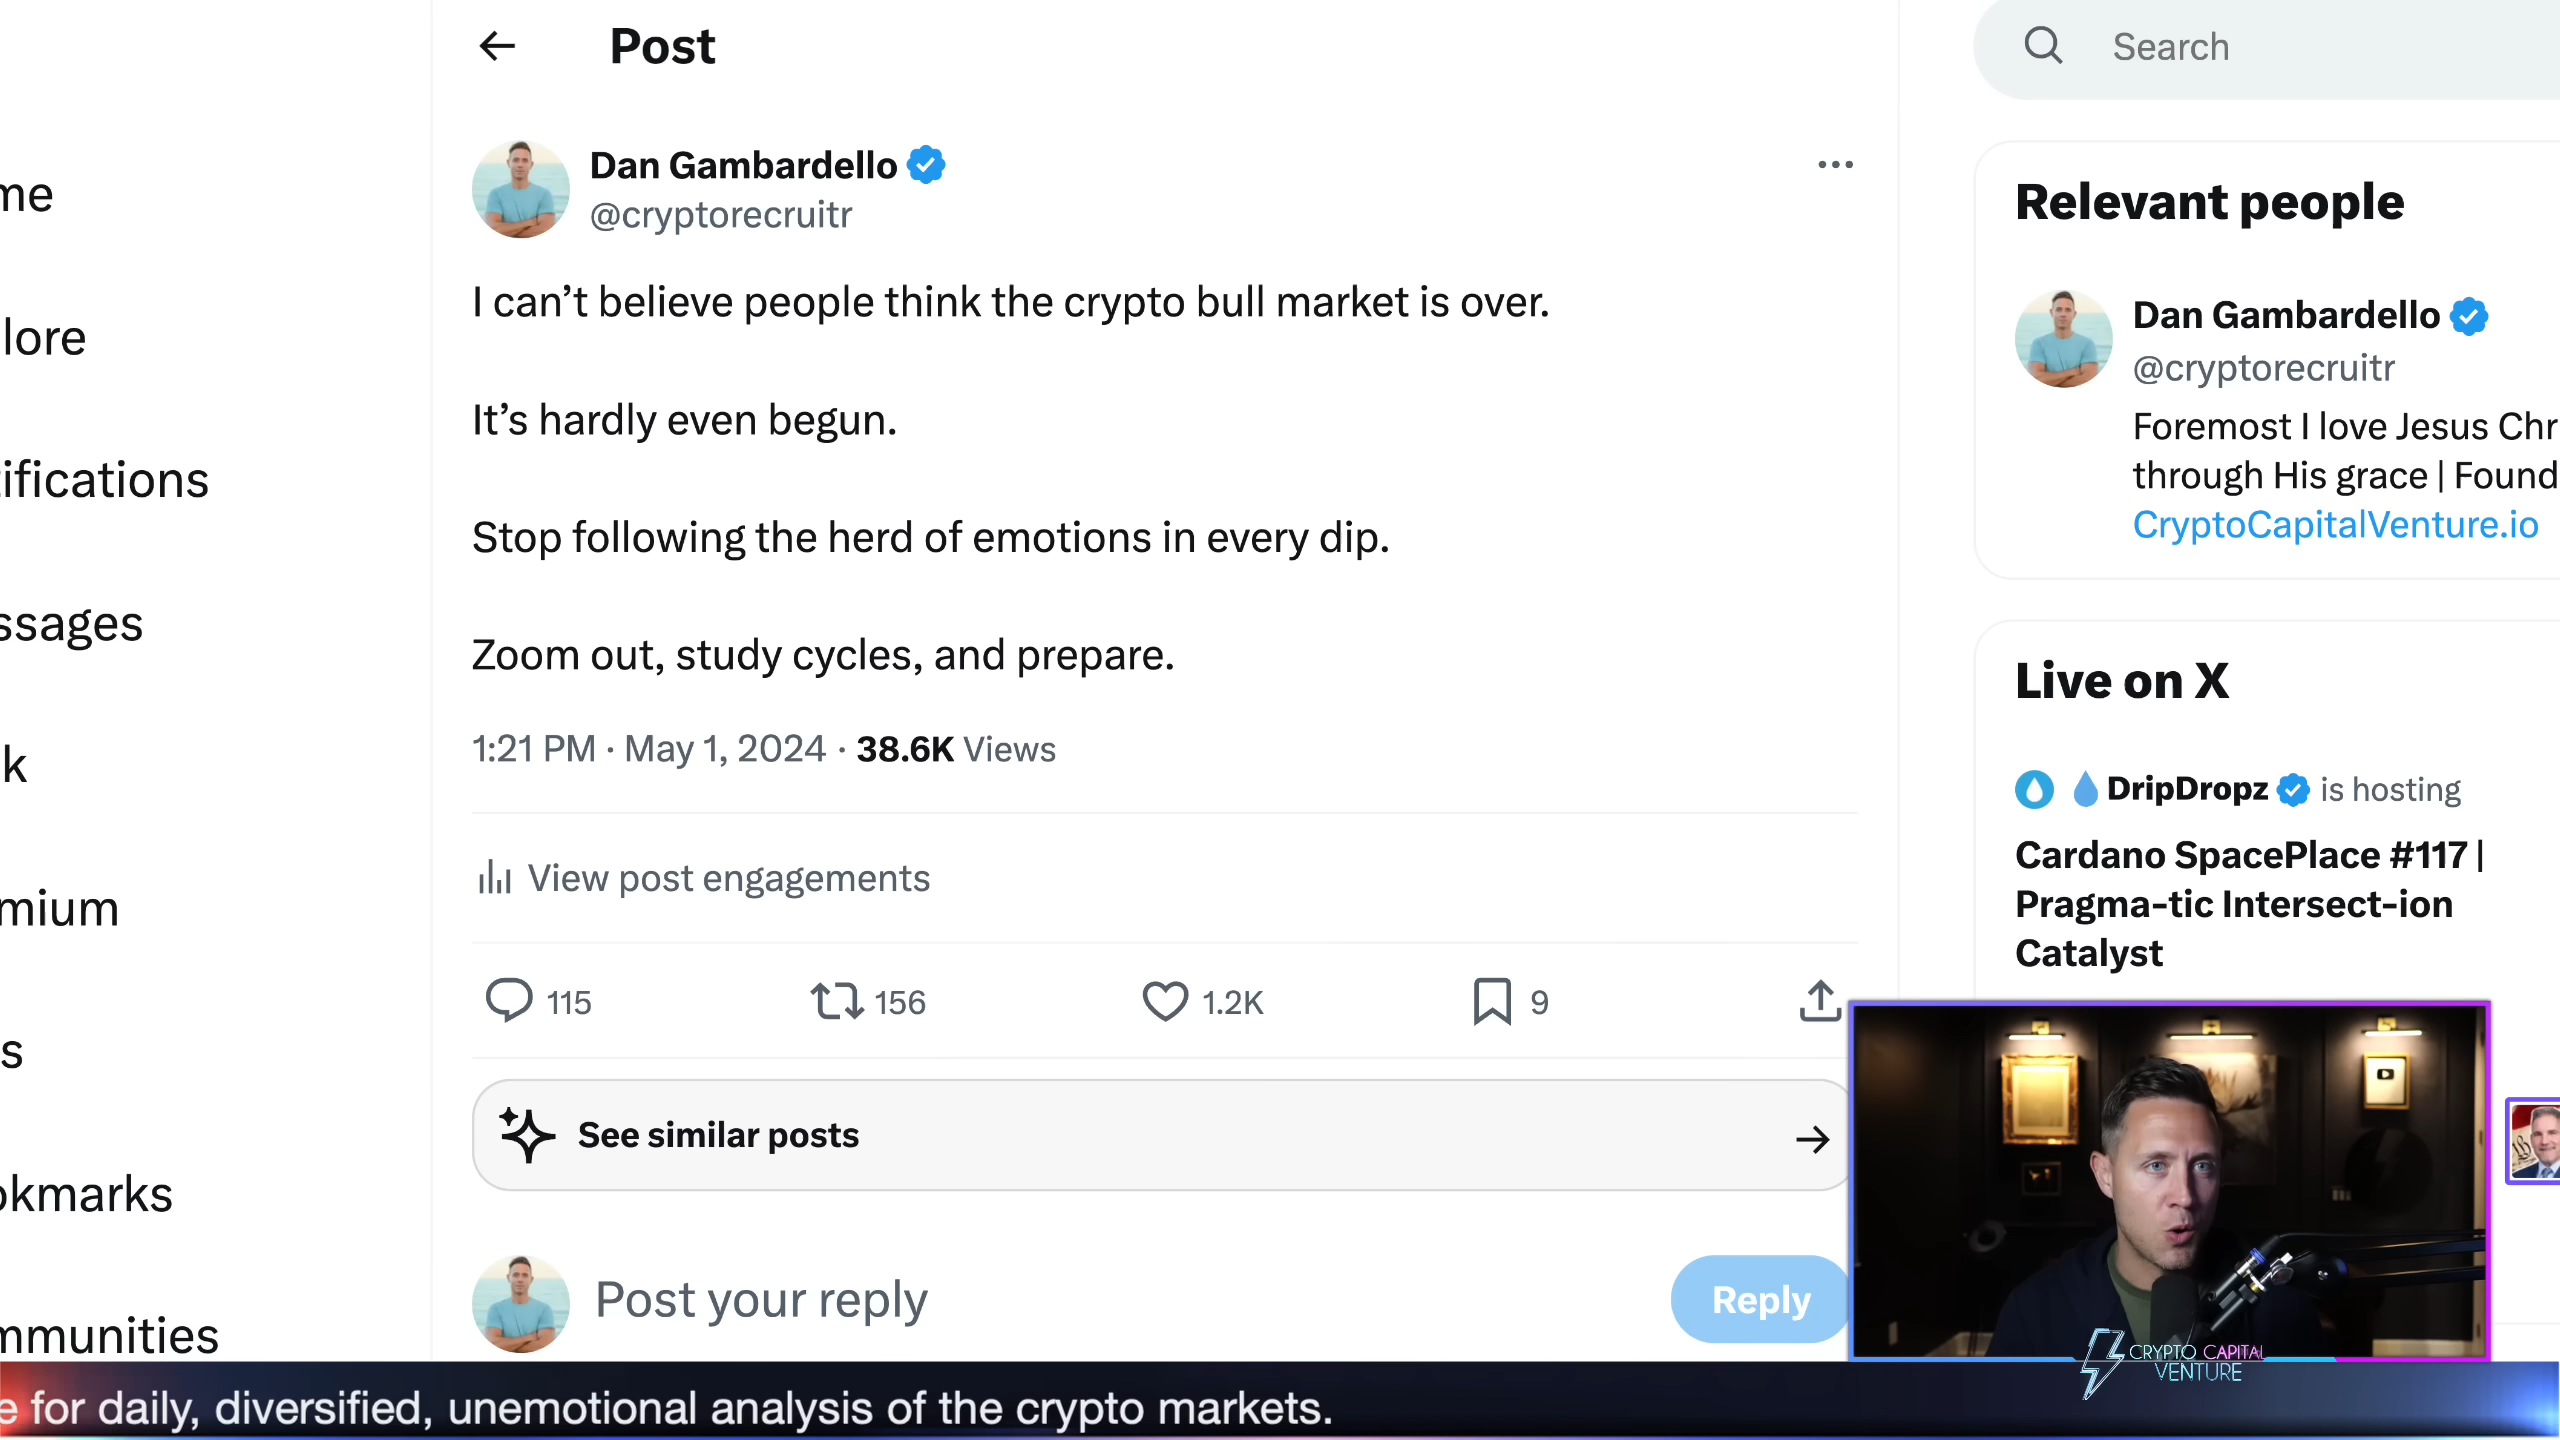 Post
Search
Dan Gambardello
@cryptorecruitr
I can’t believe people think the crypto bull market is over.
It’s hardly even begun.
Stop following the herd of emotions in every dip.
Zoom out, study cycles, and prepare.
1:21 PM · May 1, 2024 · 38.6K Views
View post engagements
115 156 1.2K 9
See similar posts
Post your reply
Reply
me
lore
ifications
ssages
k
mium
s
okmarks
mmunities
Relevant people
Dan Gambardello
@cryptorecruitr
Foremost I love Jesus Chr
through His grace | Found
CryptoCapitalVenture.io
Live on X
DripDropz is hosting
Cardano SpacePlace #117 |
Pragma-tic Intersect-ion
Catalyst
CRYPTO CAPITAL
VENTURE
e for daily, diversified, unemotional analysis of the crypto markets.